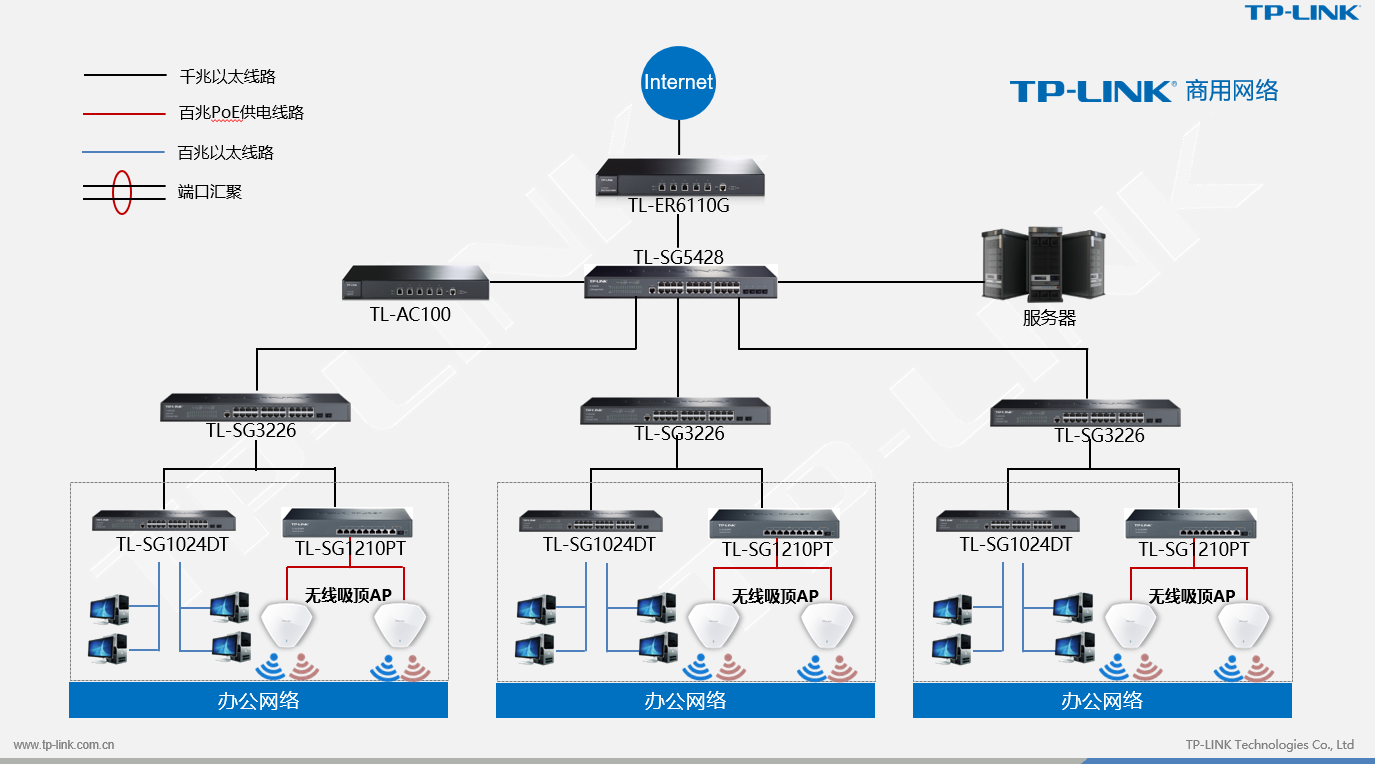 TP-LINK
千兆以太线路
Internet
TP-LINK® 商用网络
百兆PoE供电线路
百兆以太线路
端口汇聚
TL-ER6110G
TL-SG5428
TL-AC100
服务器
TL-SG3226
TL-SG3226
TL-SG3226
TL-SG1024DT
TL-SG1210PT
TL-SG1024DT
TL-SG1210PT
TL-SG1024DT
TL-SG1210PT
无线吸顶AP
无线吸顶AP
无线吸顶AP
办公网络
办公网络
办公网络
www.tp-link.com.cn
TP-LINK Technologies Co., Ltd